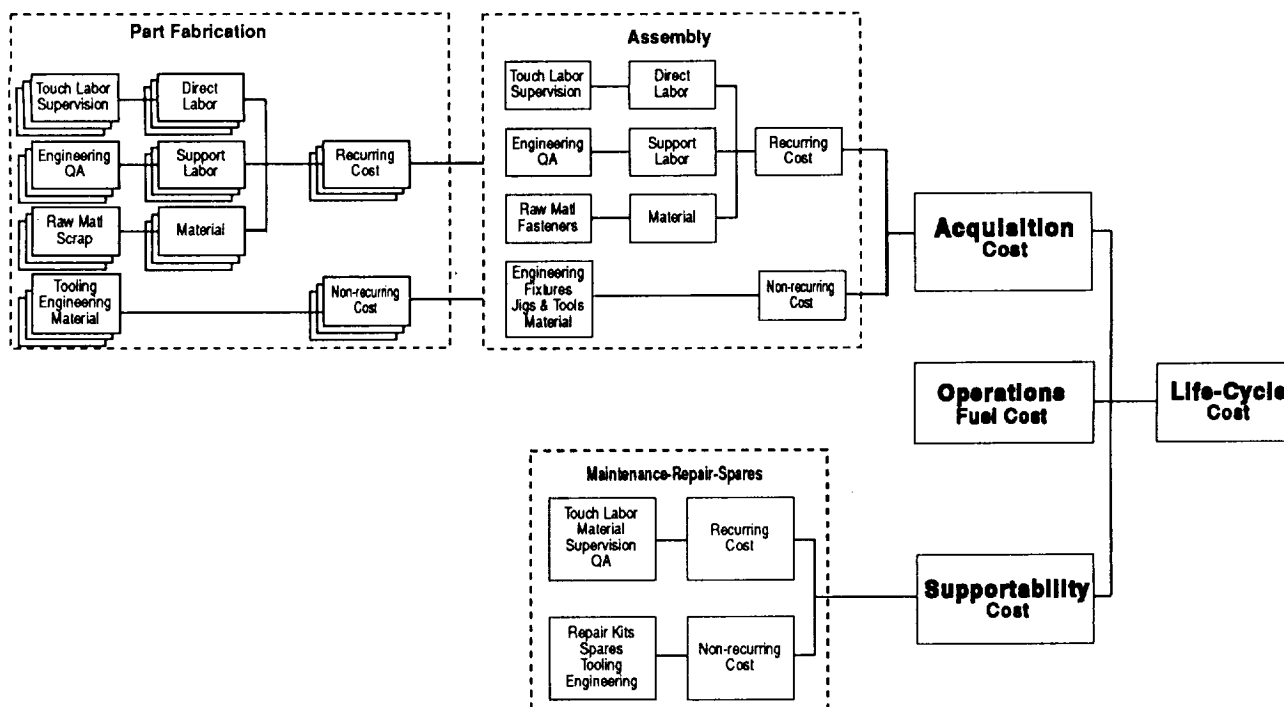 Part Fabrication
Touch Labor
Supervision
Direct
Labor
Engineering
QA
Support
Labor
Recurring
Cost
Raw Matl
Scrap
Material
Tooling
Engineering
Material
Non-recurring
Cost
Assembly
Touch Labor
Supervision
Direct
Labor
Engineering
QA
Support
Labor
Recurring
Cost
Raw Matl
Fasteners
Material
Engineering
Fixtures
Jigs & Tools
Material
Non-recurring
Cost
Acquisition
Cost
Operations
Fuel Cost
Life-Cycle
Cost
Maintenance-Repair-Spares
Touch Labor
Material
Supervision
QA
Recurring
Cost
Supportability
Cost
Repair Kits
Spares
Tooling
Engineering
Non-recurring
Cost